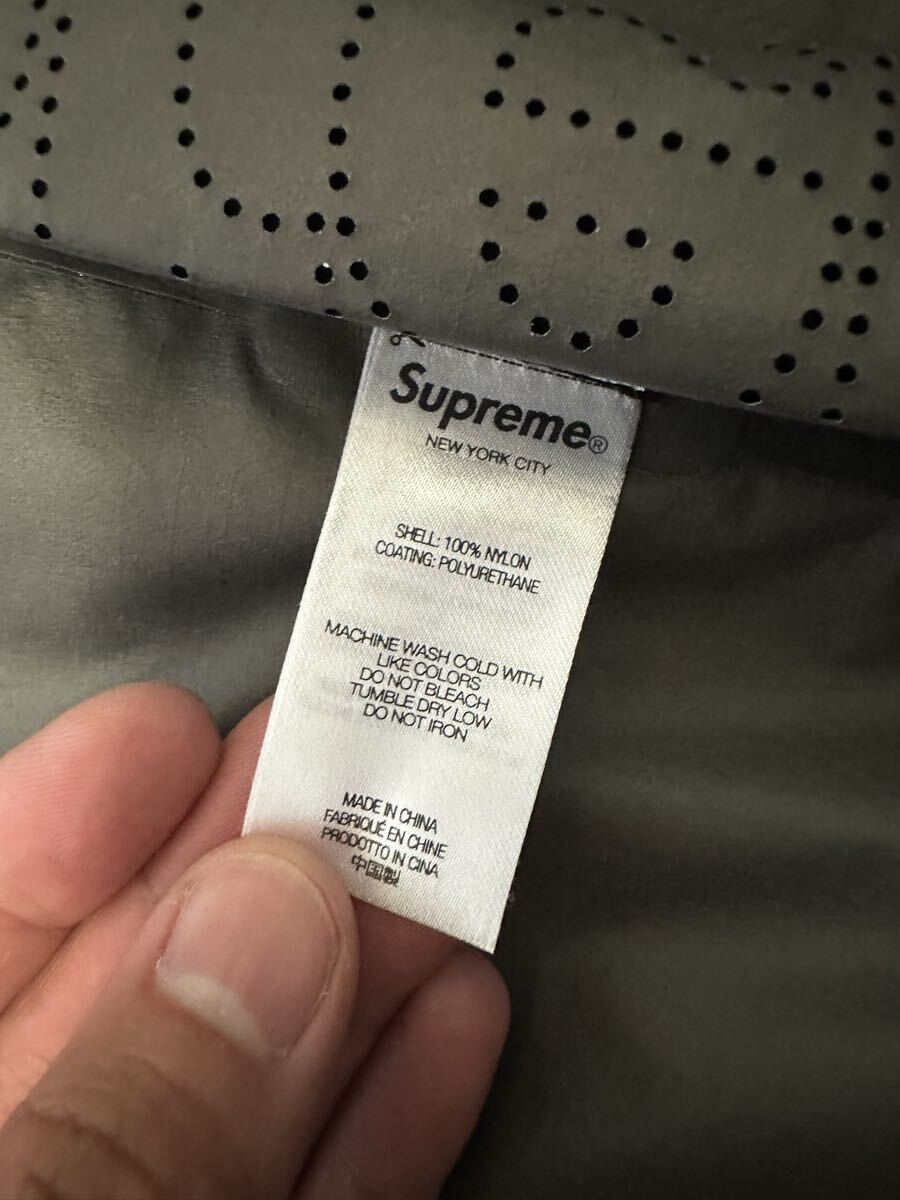 Supreme®
NEW YORK CITY
SHELL: 100% NYLON
COATING: POLYURETHANE
MACHINE WASH COLD WITH
LIKE COLORS
DO NOT BLEACH
TUMBLE DRY LOW
DO NOT IRON
MADE IN CHINA
FABRIQUÉ EN CHINE
PRODOTTO IN CINA
中国製